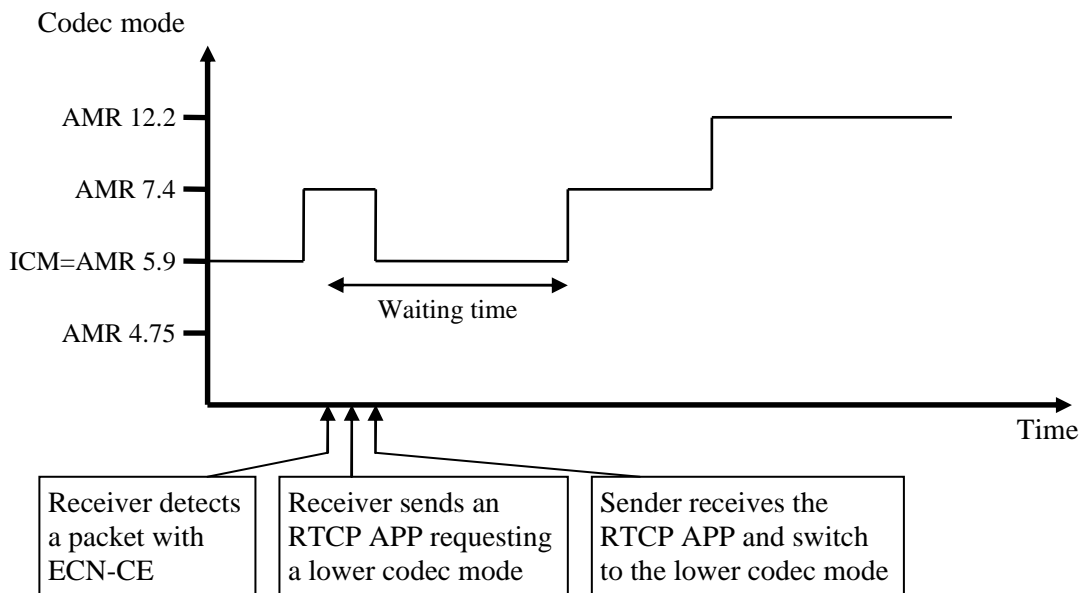 Codec mode
AMR 12.2
AMR 7.4
ICM=AMR 5.9
AMR 4.75
Waiting time
Time
Receiver detects
a packet with
ECN-CE
Receiver sends an
RTCP APP requesting
a lower codec mode
Sender receives the
RTCP APP and switch
to the lower codec mode